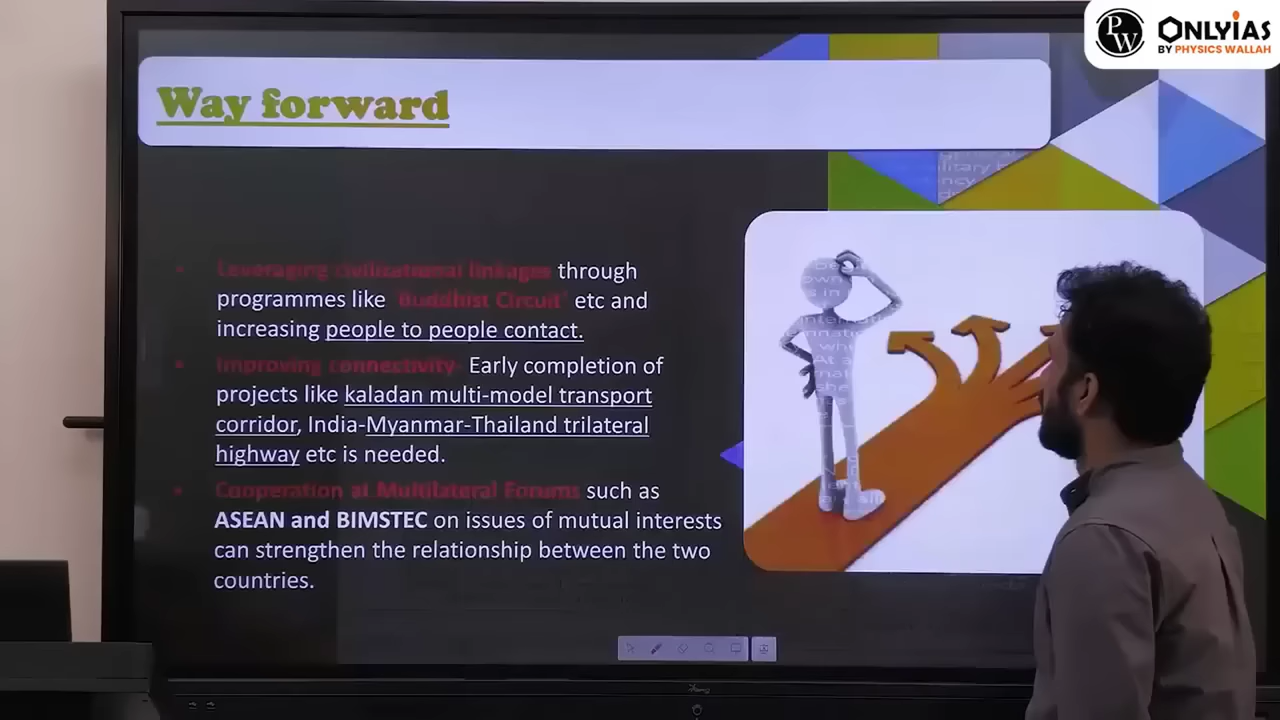 PW
ONLYIAS
BY PHYSICS WALLAH
Way forward
Leveraging civilizational linkages through
programmes like 'Buddhist Circuit' etc and
increasing people to people contact.
Improving connectivity- Early completion of
projects like kaladan multi-model transport
corridor, India-Myanmar-Thailand trilateral
highway etc is needed.
Cooperation at Multilateral Forums such as
ASEAN and BIMSTEC on issues of mutual interests
can strengthen the relationship between the two
countries.